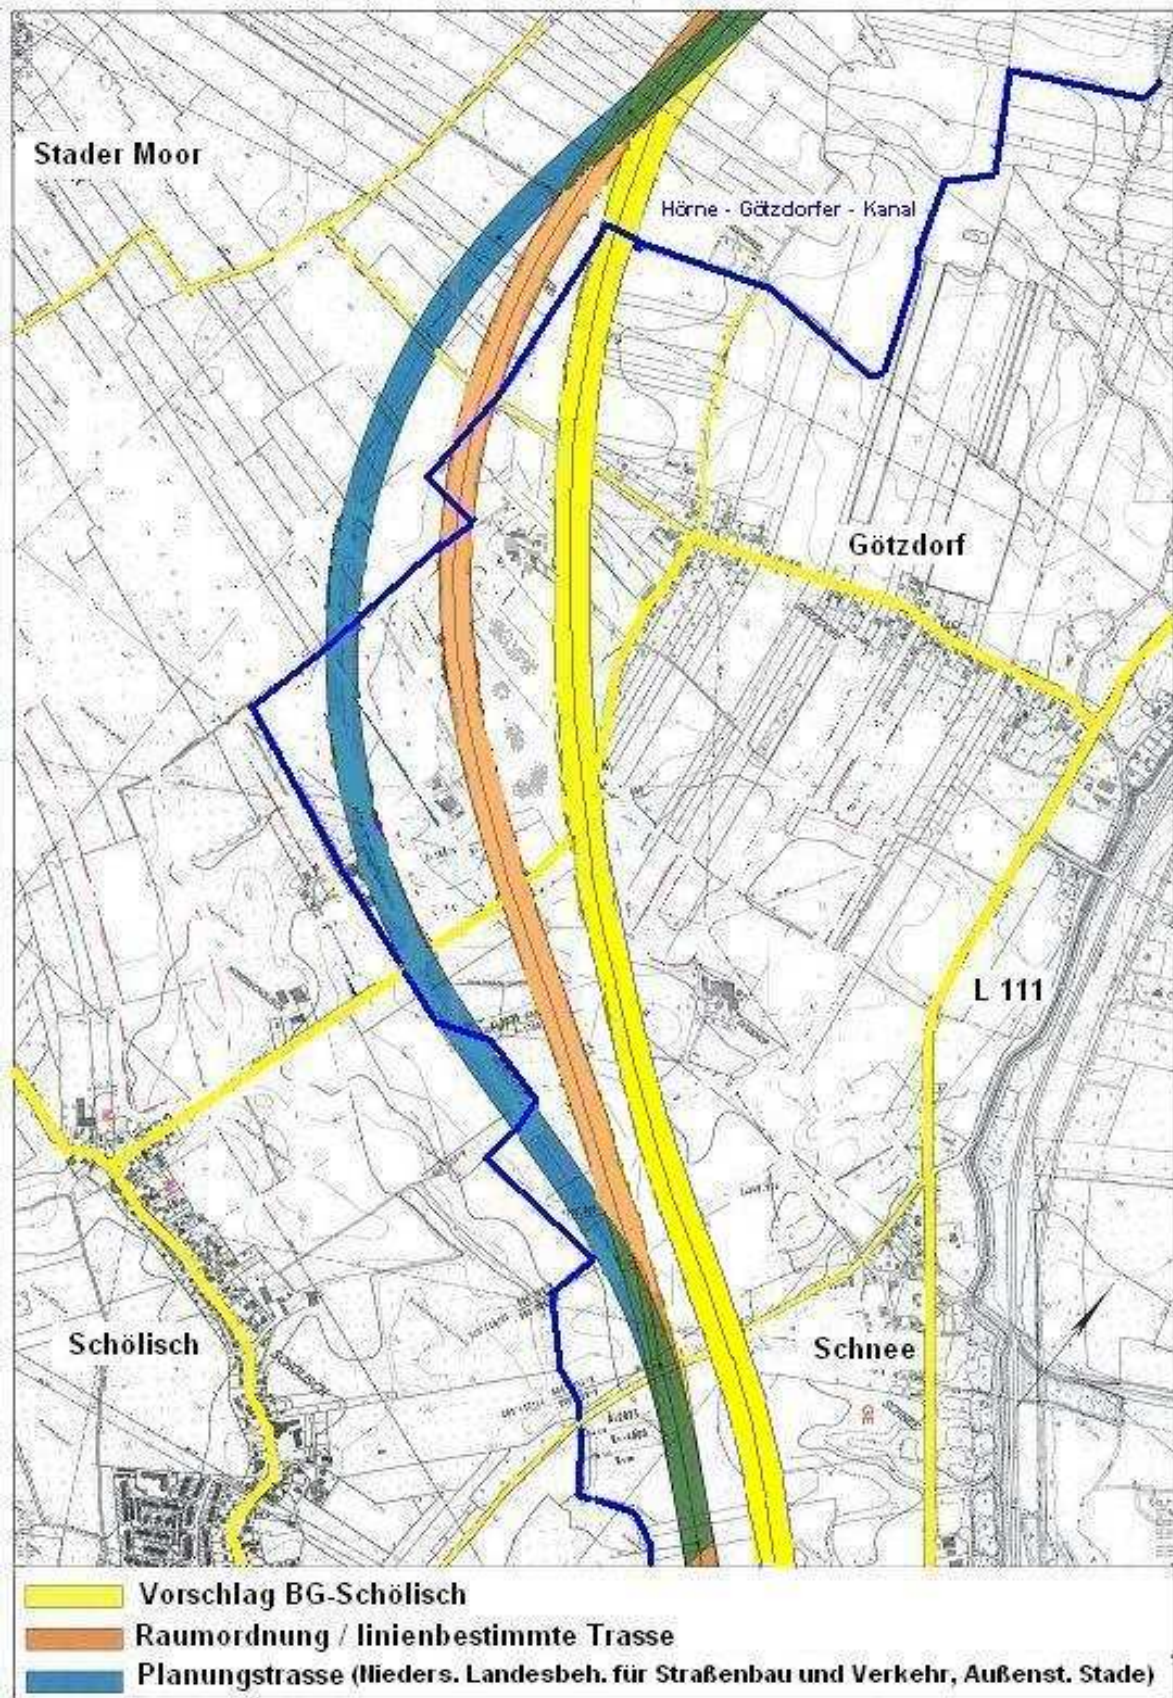 Stader Moor
Hörne - Götzdorfer - Kanal
Götzdorf
L 111
Schölisch
Schnee
GE
Vorschlag BG-Schölisch
Raumordnung / linienbestimmte Trasse
Planungstrasse (Nieders. Landesbeh. für Straßenbau und Verkehr, Außenst. Stade)